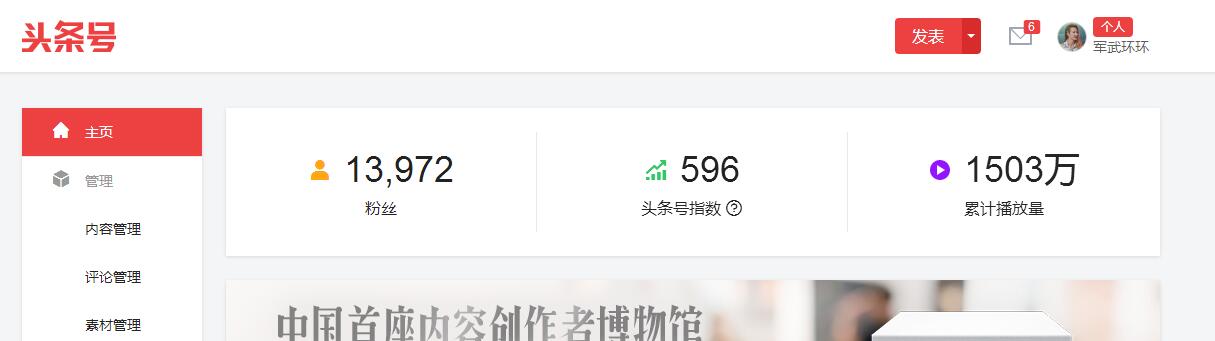 头条号
发表
6
个人
军武环环
主页
管理
内容管理
评论管理
素材管理
13,972
粉丝
596
头条号指数
1503万
累计播放量
中国首座内容创作者博物馆